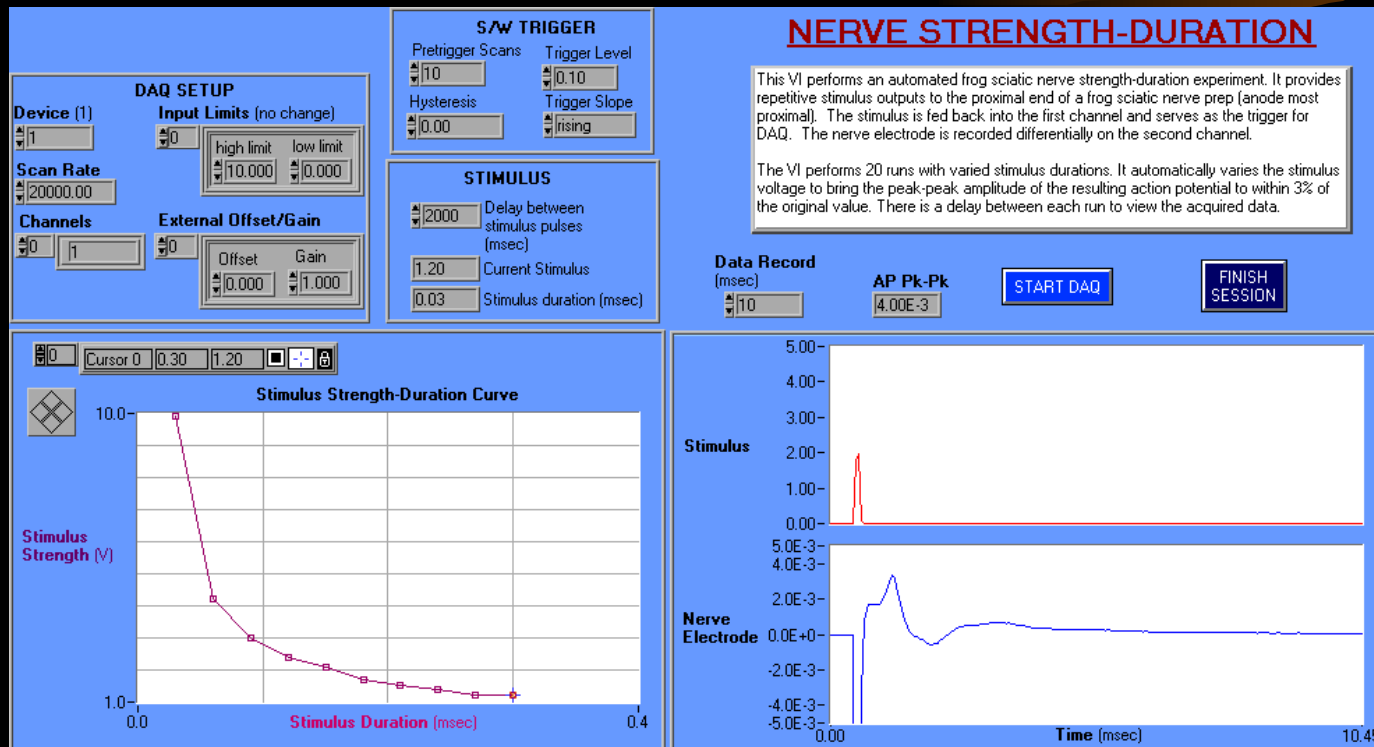 NERVE STRENGTH-DURATION
This VI performs an automated frog sciatic nerve strength-duration experiment. It provides
repetitive stimulus outputs to the proximal end of a frog sciatic nerve prep (anode most
proximal). The stimulus is fed back into the first channel and serves as the trigger for
DAQ. The nerve electrode is recorded differentially on the second channel.
The VI performs 20 runs with varied stimulus durations. It automatically varies the stimulus
voltage to bring the peak-peak amplitude of the resulting action potential to within 3% of
the original value. There is a delay between each run to view the acquired data.
DAQ SETUP
Device (1)
1
Input Limits (no change)
0
high limit low limit
10.000 0.000
Scan Rate
20000.00
Channels
0 1
External Offset/Gain
0
Offset Gain
0.000 1.000
S/W TRIGGER
Pretrigger Scans Trigger Level
10 0.10
Hysteresis Trigger Slope
0.00 rising
STIMULUS
2000 Delay between
stimulus pulses
(msec)
1.20 Current Stimulus
0.03 Stimulus duration (msec)
Data Record
(msec)
10
AP Pk-Pk
4.00E-3
START DAQ
FINISH
SESSION
0 Cursor 0 0.30 1.20
Stimulus Strength-Duration Curve
10.0
Stimulus
Strength (V)
1.0
0.0 Stimulus Duration (msec) 0.4
5.00
4.00
3.00
Stimulus 2.00
1.00
0.00
5.0E-3
4.0E-3
2.0E-3
Nerve
Electrode 0.0E+0
-2.0E-3
-4.0E-3
-5.0E-3
0.00 Time (msec) 10.45